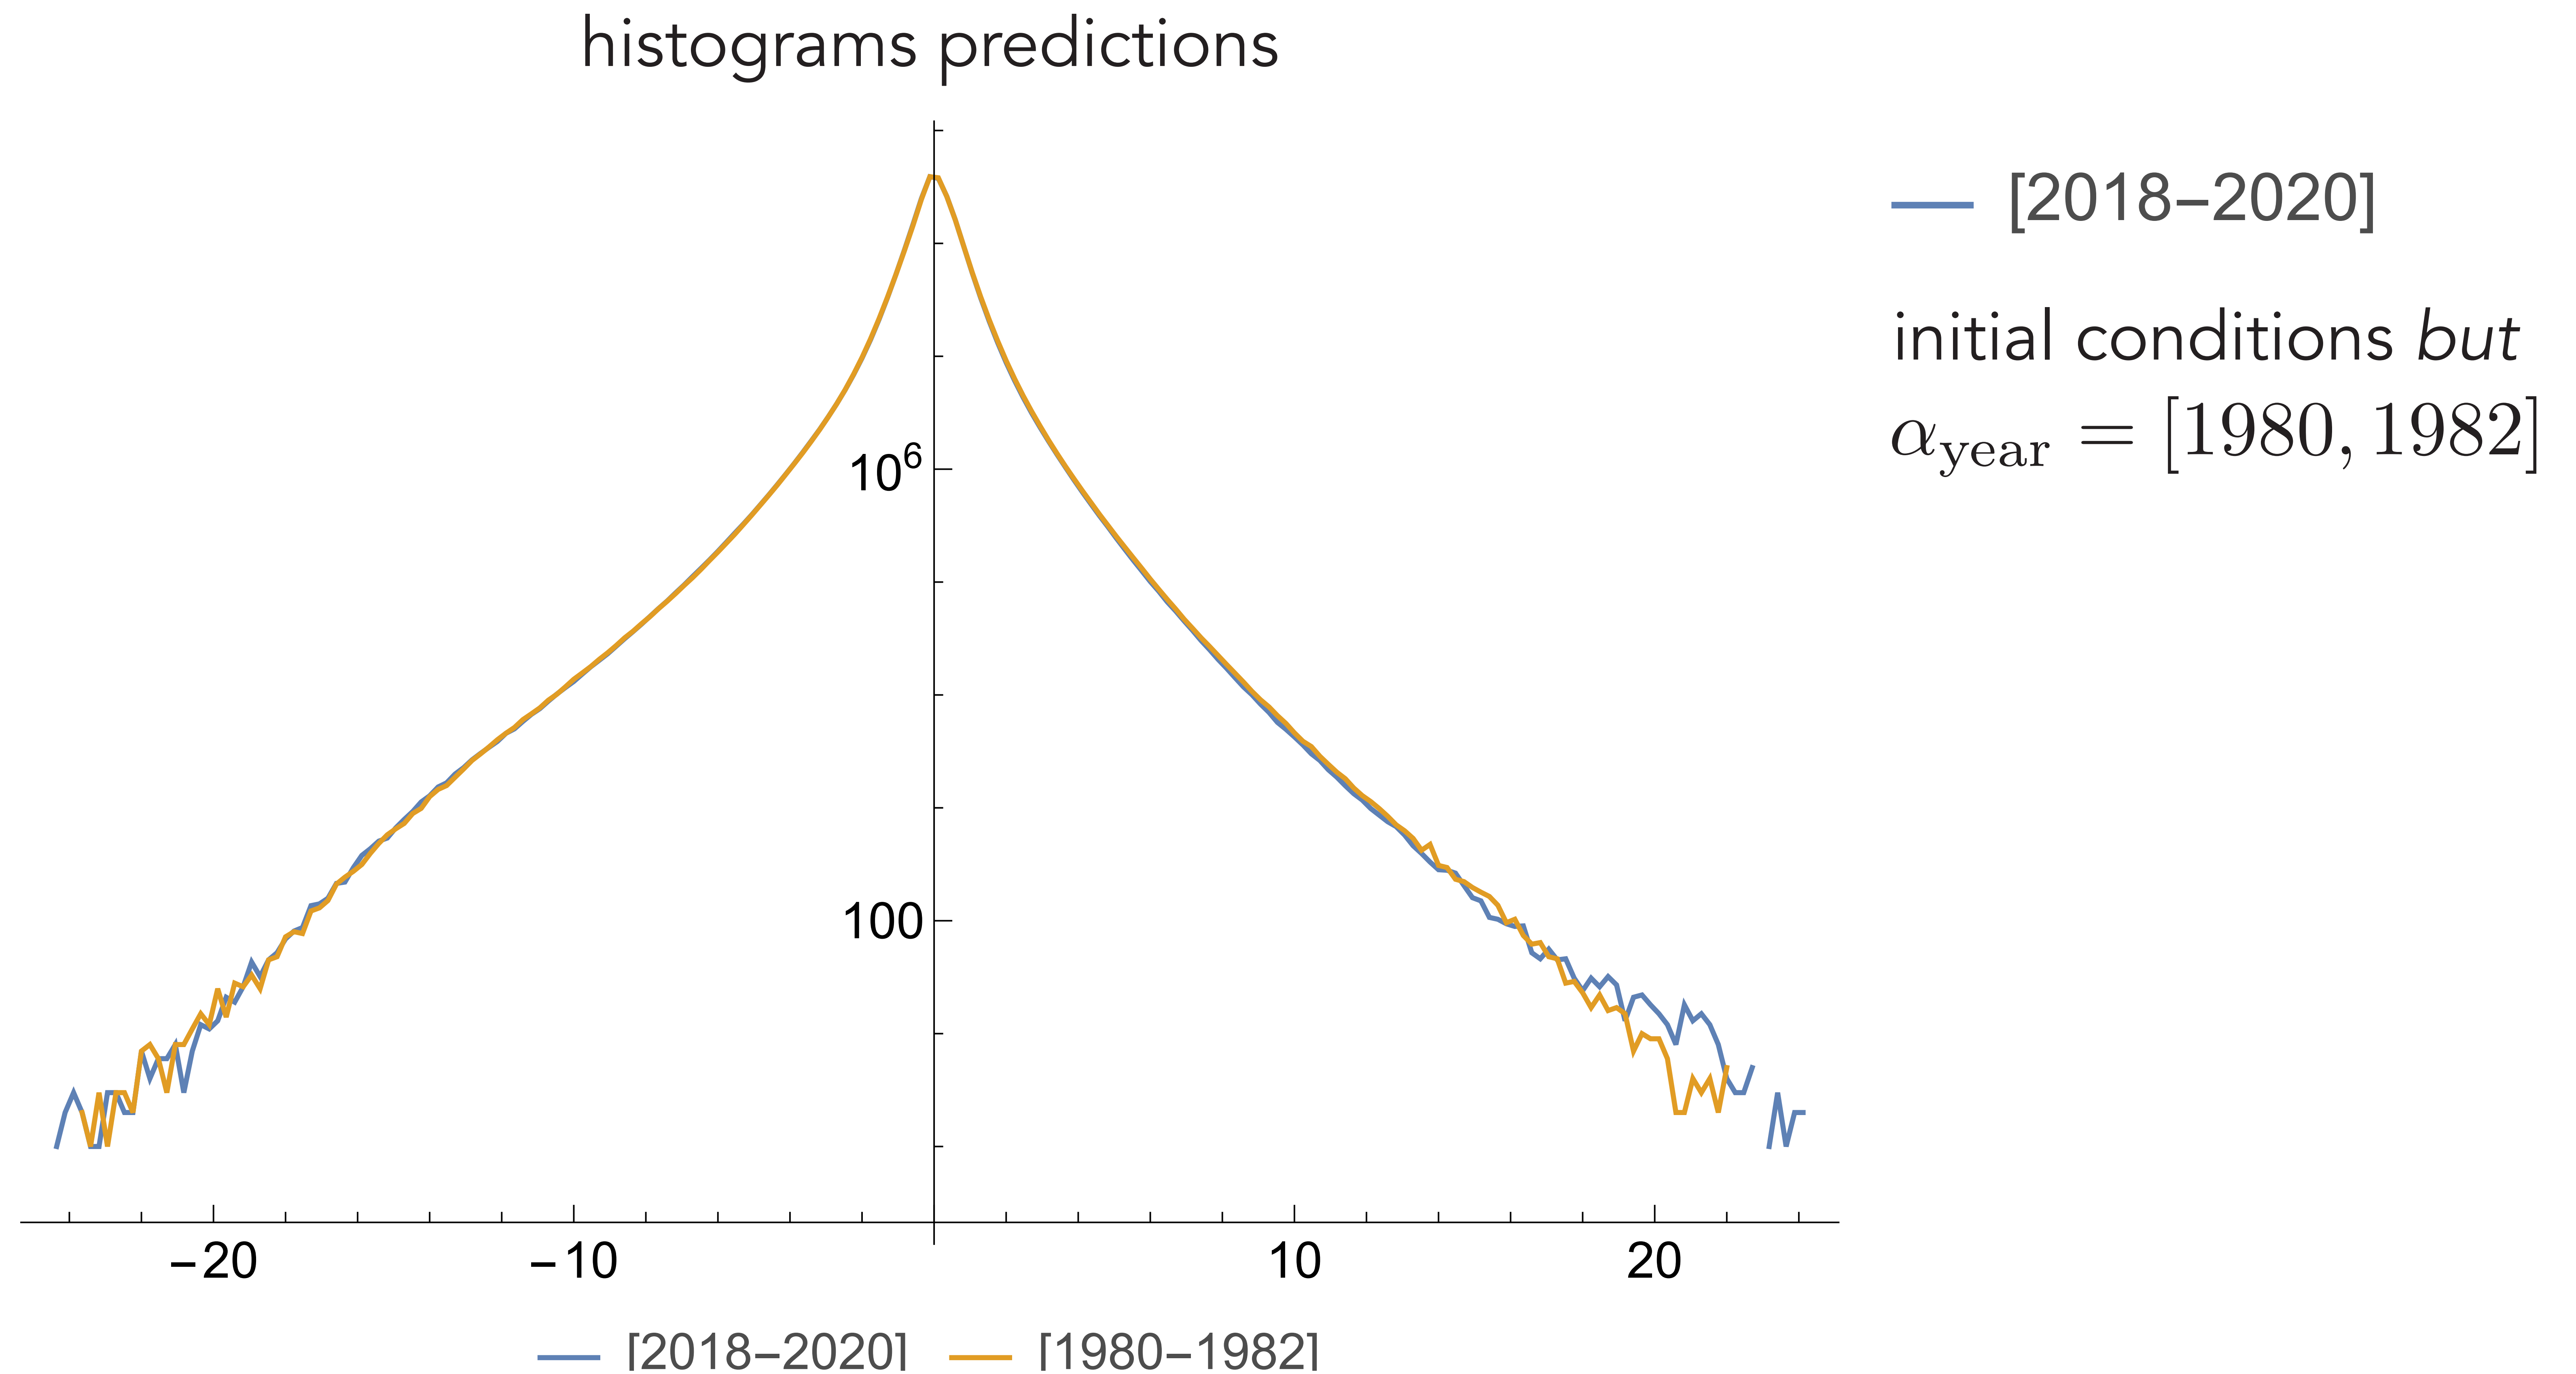 histograms predictions
[2018–2020]
initial conditions but
α_year = [1980, 1982]
10^6
100
−20 −10 10 20
[2018–2020] [1980–1982]